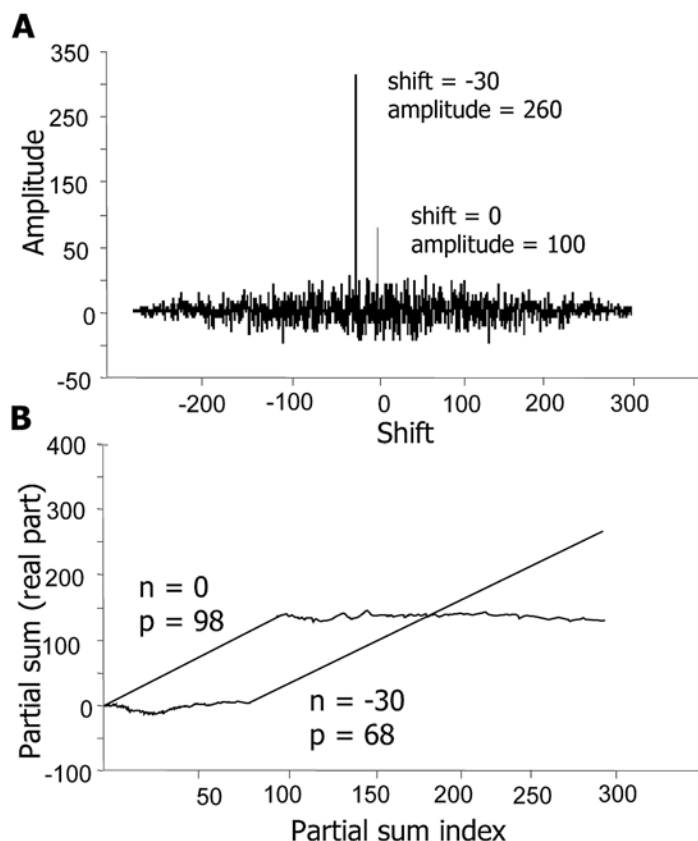 A
350
250
150
50
0
-50
Amplitude
shift = -30
amplitude = 260
shift = 0
amplitude = 100
-200
-100
0
100
200
300
Shift
B
400
300
200
100
0
-100
Partial sum (real part)
n = 0
p = 98
n = -30
p = 68
50
100
150
200
250
300
Partial sum index